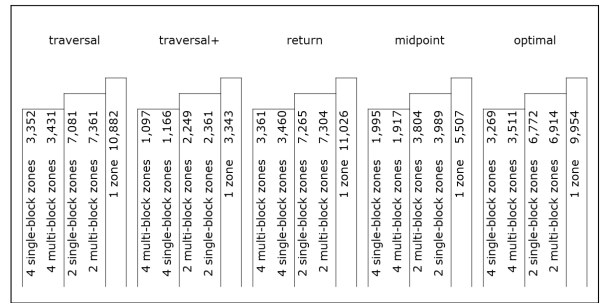 traversal
4 single-block zones 3,352
4 multi-block zones 3,431
2 single-block zones 7,081
2 multi-block zones 7,361
1 zone 10,882
traversal+
4 multi-block zones 1,097
4 single-block zones 1,166
2 multi-block zones 2,249
2 single-block zones 2,361
1 zone 3,343
return
4 multi-block zones 3,361
4 single-block zones 3,460
2 single-block zones 7,265
2 multi-block zones 7,304
1 zone 11,026
midpoint
4 single-block zones 1,995
4 multi-block zones 1,917
2 multi-block zones 3,804
2 single-block zones 3,989
1 zone 5,507
optimal
4 single-block zones 3,269
4 multi-block zones 3,511
2 single-block zones 6,772
2 multi-block zones 6,914
1 zone 9,954